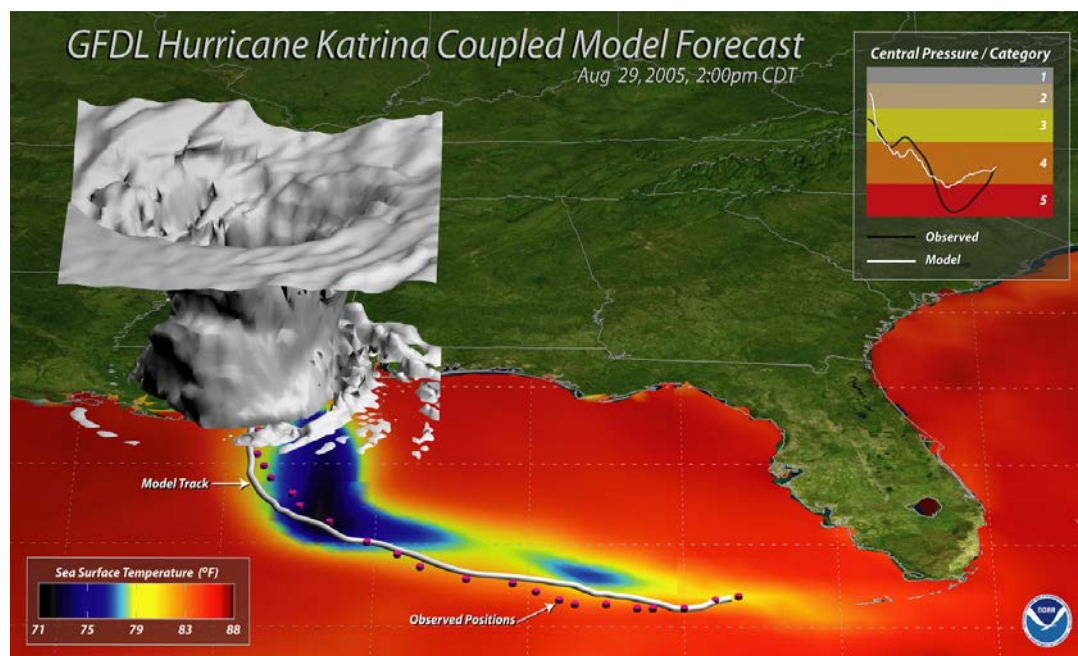 GFDL Hurricane Katrina Coupled Model Forecast
Aug 29, 2005, 2:00pm CDT
Central Pressure / Category
1
2
3
4
5
Observed
Model
Model Track
Observed Positions
Sea Surface Temperature (ºF)
71 75 79 83 88
NOAA